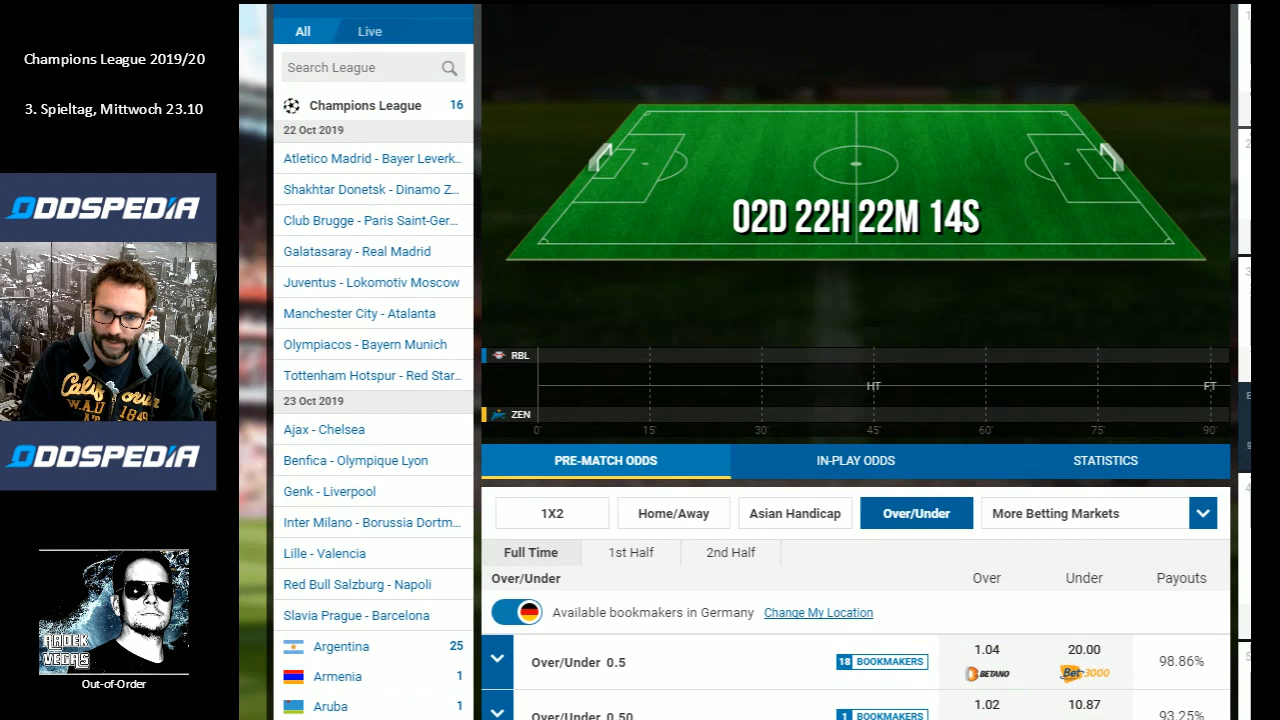 Champions League 2019/20
3. Spieltag, Mittwoch 23.10
ODDSPEDIA
California
W.A.U
1849
ODDSPEDIA
RADEK
VEGAS
Out-of-Order
All
Live
Search League
Champions League 16
22 Oct 2019
Atletico Madrid - Bayer Leverk...
Shakhtar Donetsk - Dinamo Z...
Club Brugge - Paris Saint-Ger...
Galatasaray - Real Madrid
Juventus - Lokomotiv Moscow
Manchester City - Atalanta
Olympiacos - Bayern Munich
Tottenham Hotspur - Red Star...
23 Oct 2019
Ajax - Chelsea
Benfica - Olympique Lyon
Genk - Liverpool
Inter Milano - Borussia Dortm...
Lille - Valencia
Red Bull Salzburg - Napoli
Slavia Prague - Barcelona
Argentina 25
Armenia 1
Aruba 1
02D 22H 22M 14S
RBL
HT
FT
ZEN
0' 15' 30' 45' 60' 75' 90'
PRE-MATCH ODDS
IN-PLAY ODDS
STATISTICS
1X2
Home/Away
Asian Handicap
Over/Under
More Betting Markets
Full Time
1st Half
2nd Half
Over/Under Over Under Payouts
Available bookmakers in Germany Change My Location
Over/Under 0.5 18 BOOKMAKERS 1.04 20.00 98.86%
BETANO Bet3000
Over/Under 0.50 1 BOOKMAKERS 1.02 10.87 93.25%